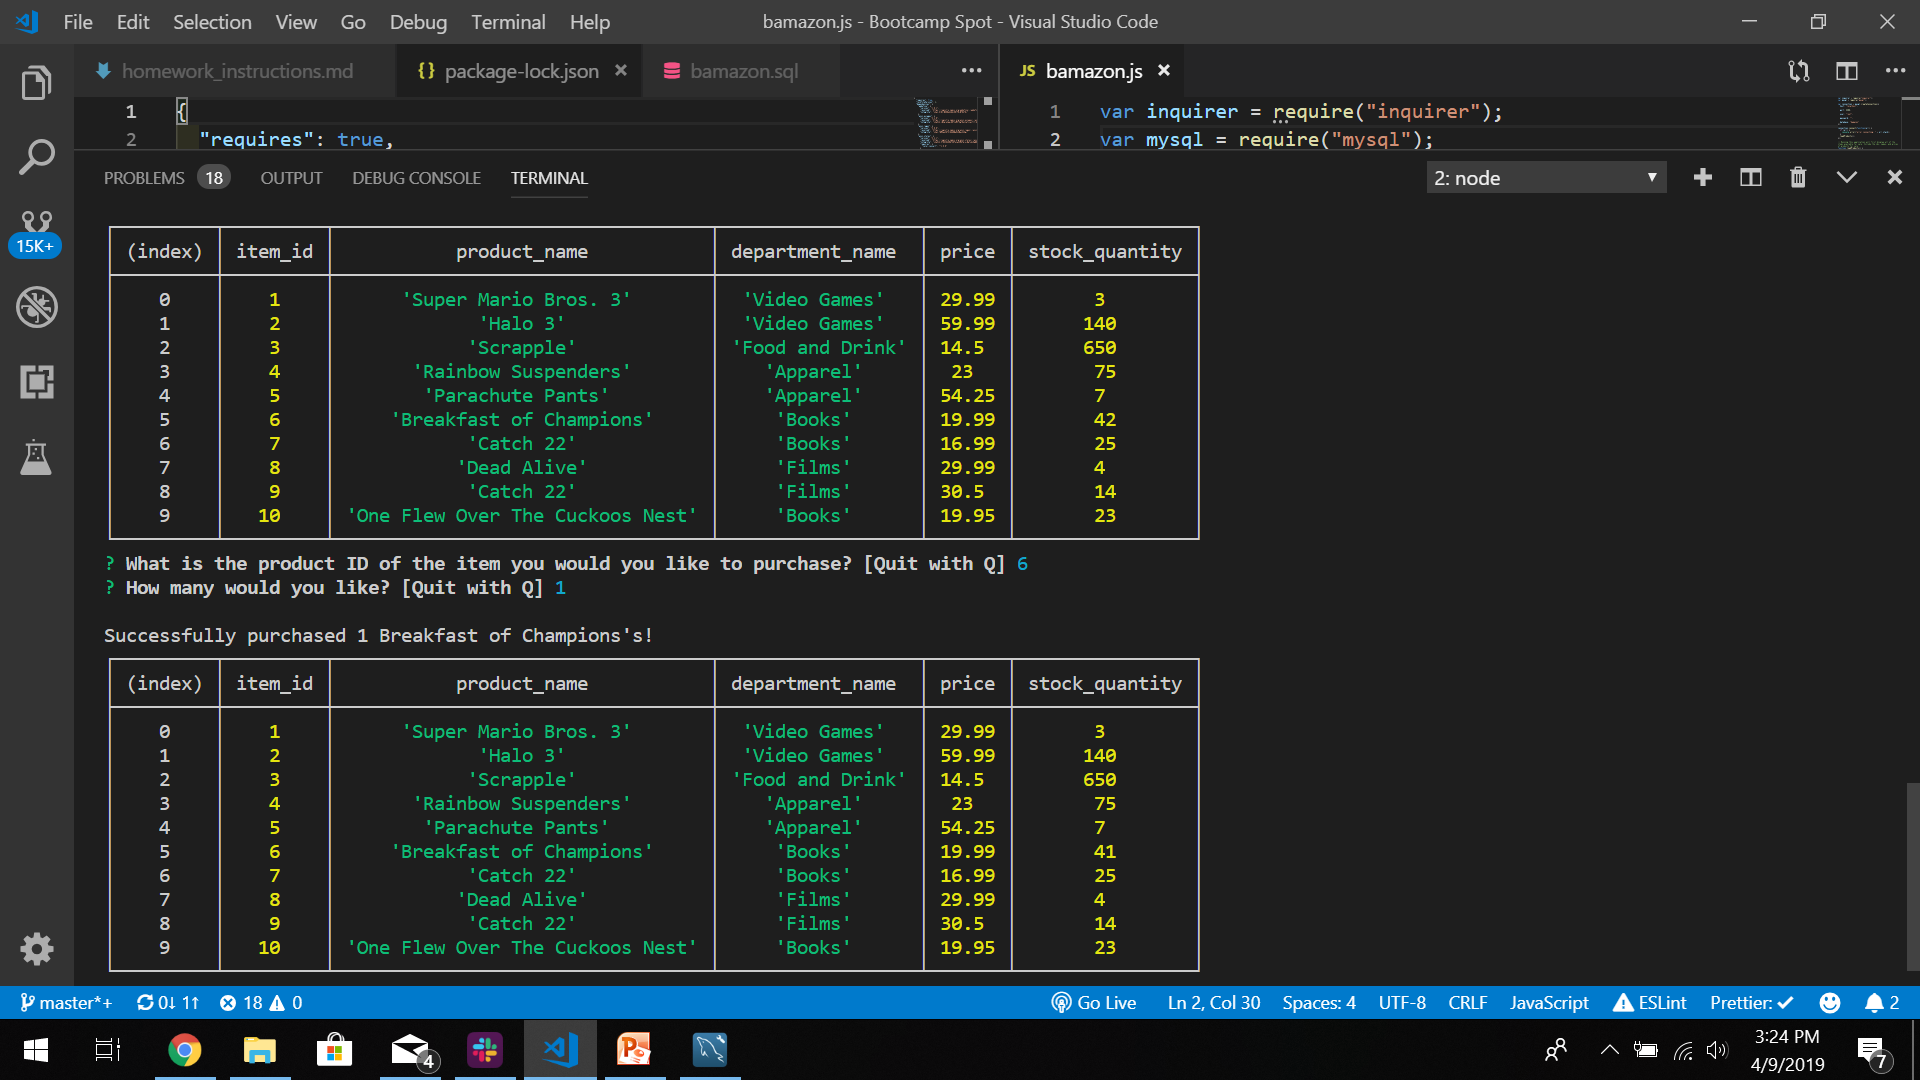 File Edit Selection View Go Debug Terminal Help bamazon.js - Bootcamp Spot - Visual Studio Code
homework_instructions.md {} package-lock.json × bamazon.sql ... JS bamazon.js × ...
1 {
2 "requires": true,
1 var inquirer = require("inquirer");
2 var mysql = require("mysql");
PROBLEMS 18 OUTPUT DEBUG CONSOLE TERMINAL 2: node
15K+
(index) item_id product_name department_name price stock_quantity
0 1 'Super Mario Bros. 3' 'Video Games' 29.99 3
1 2 'Halo 3' 'Video Games' 59.99 140
2 3 'Scrapple' 'Food and Drink' 14.5 650
3 4 'Rainbow Suspenders' 'Apparel' 23 75
4 5 'Parachute Pants' 'Apparel' 54.25 7
5 6 'Breakfast of Champions' 'Books' 19.99 42
6 7 'Catch 22' 'Books' 16.99 25
7 8 'Dead Alive' 'Films' 29.99 4
8 9 'Catch 22' 'Films' 30.5 14
9 10 'One Flew Over The Cuckoos Nest' 'Books' 19.95 23
? What is the product ID of the item you would you like to purchase? [Quit with Q] 6
? How many would you like? [Quit with Q] 1
Successfully purchased 1 Breakfast of Champions's!
(index) item_id product_name department_name price stock_quantity
0 1 'Super Mario Bros. 3' 'Video Games' 29.99 3
1 2 'Halo 3' 'Video Games' 59.99 140
2 3 'Scrapple' 'Food and Drink' 14.5 650
3 4 'Rainbow Suspenders' 'Apparel' 23 75
4 5 'Parachute Pants' 'Apparel' 54.25 7
5 6 'Breakfast of Champions' 'Books' 19.99 41
6 7 'Catch 22' 'Books' 16.99 25
7 8 'Dead Alive' 'Films' 29.99 4
8 9 'Catch 22' 'Films' 30.5 14
9 10 'One Flew Over The Cuckoos Nest' 'Books' 19.95 23
master*+ 0↓ 1↑ 18 0 Go Live Ln 2, Col 30 Spaces: 4 UTF-8 CRLF JavaScript ESLint Prettier: ✓ 2
4 3:24 PM
4/9/2019 7